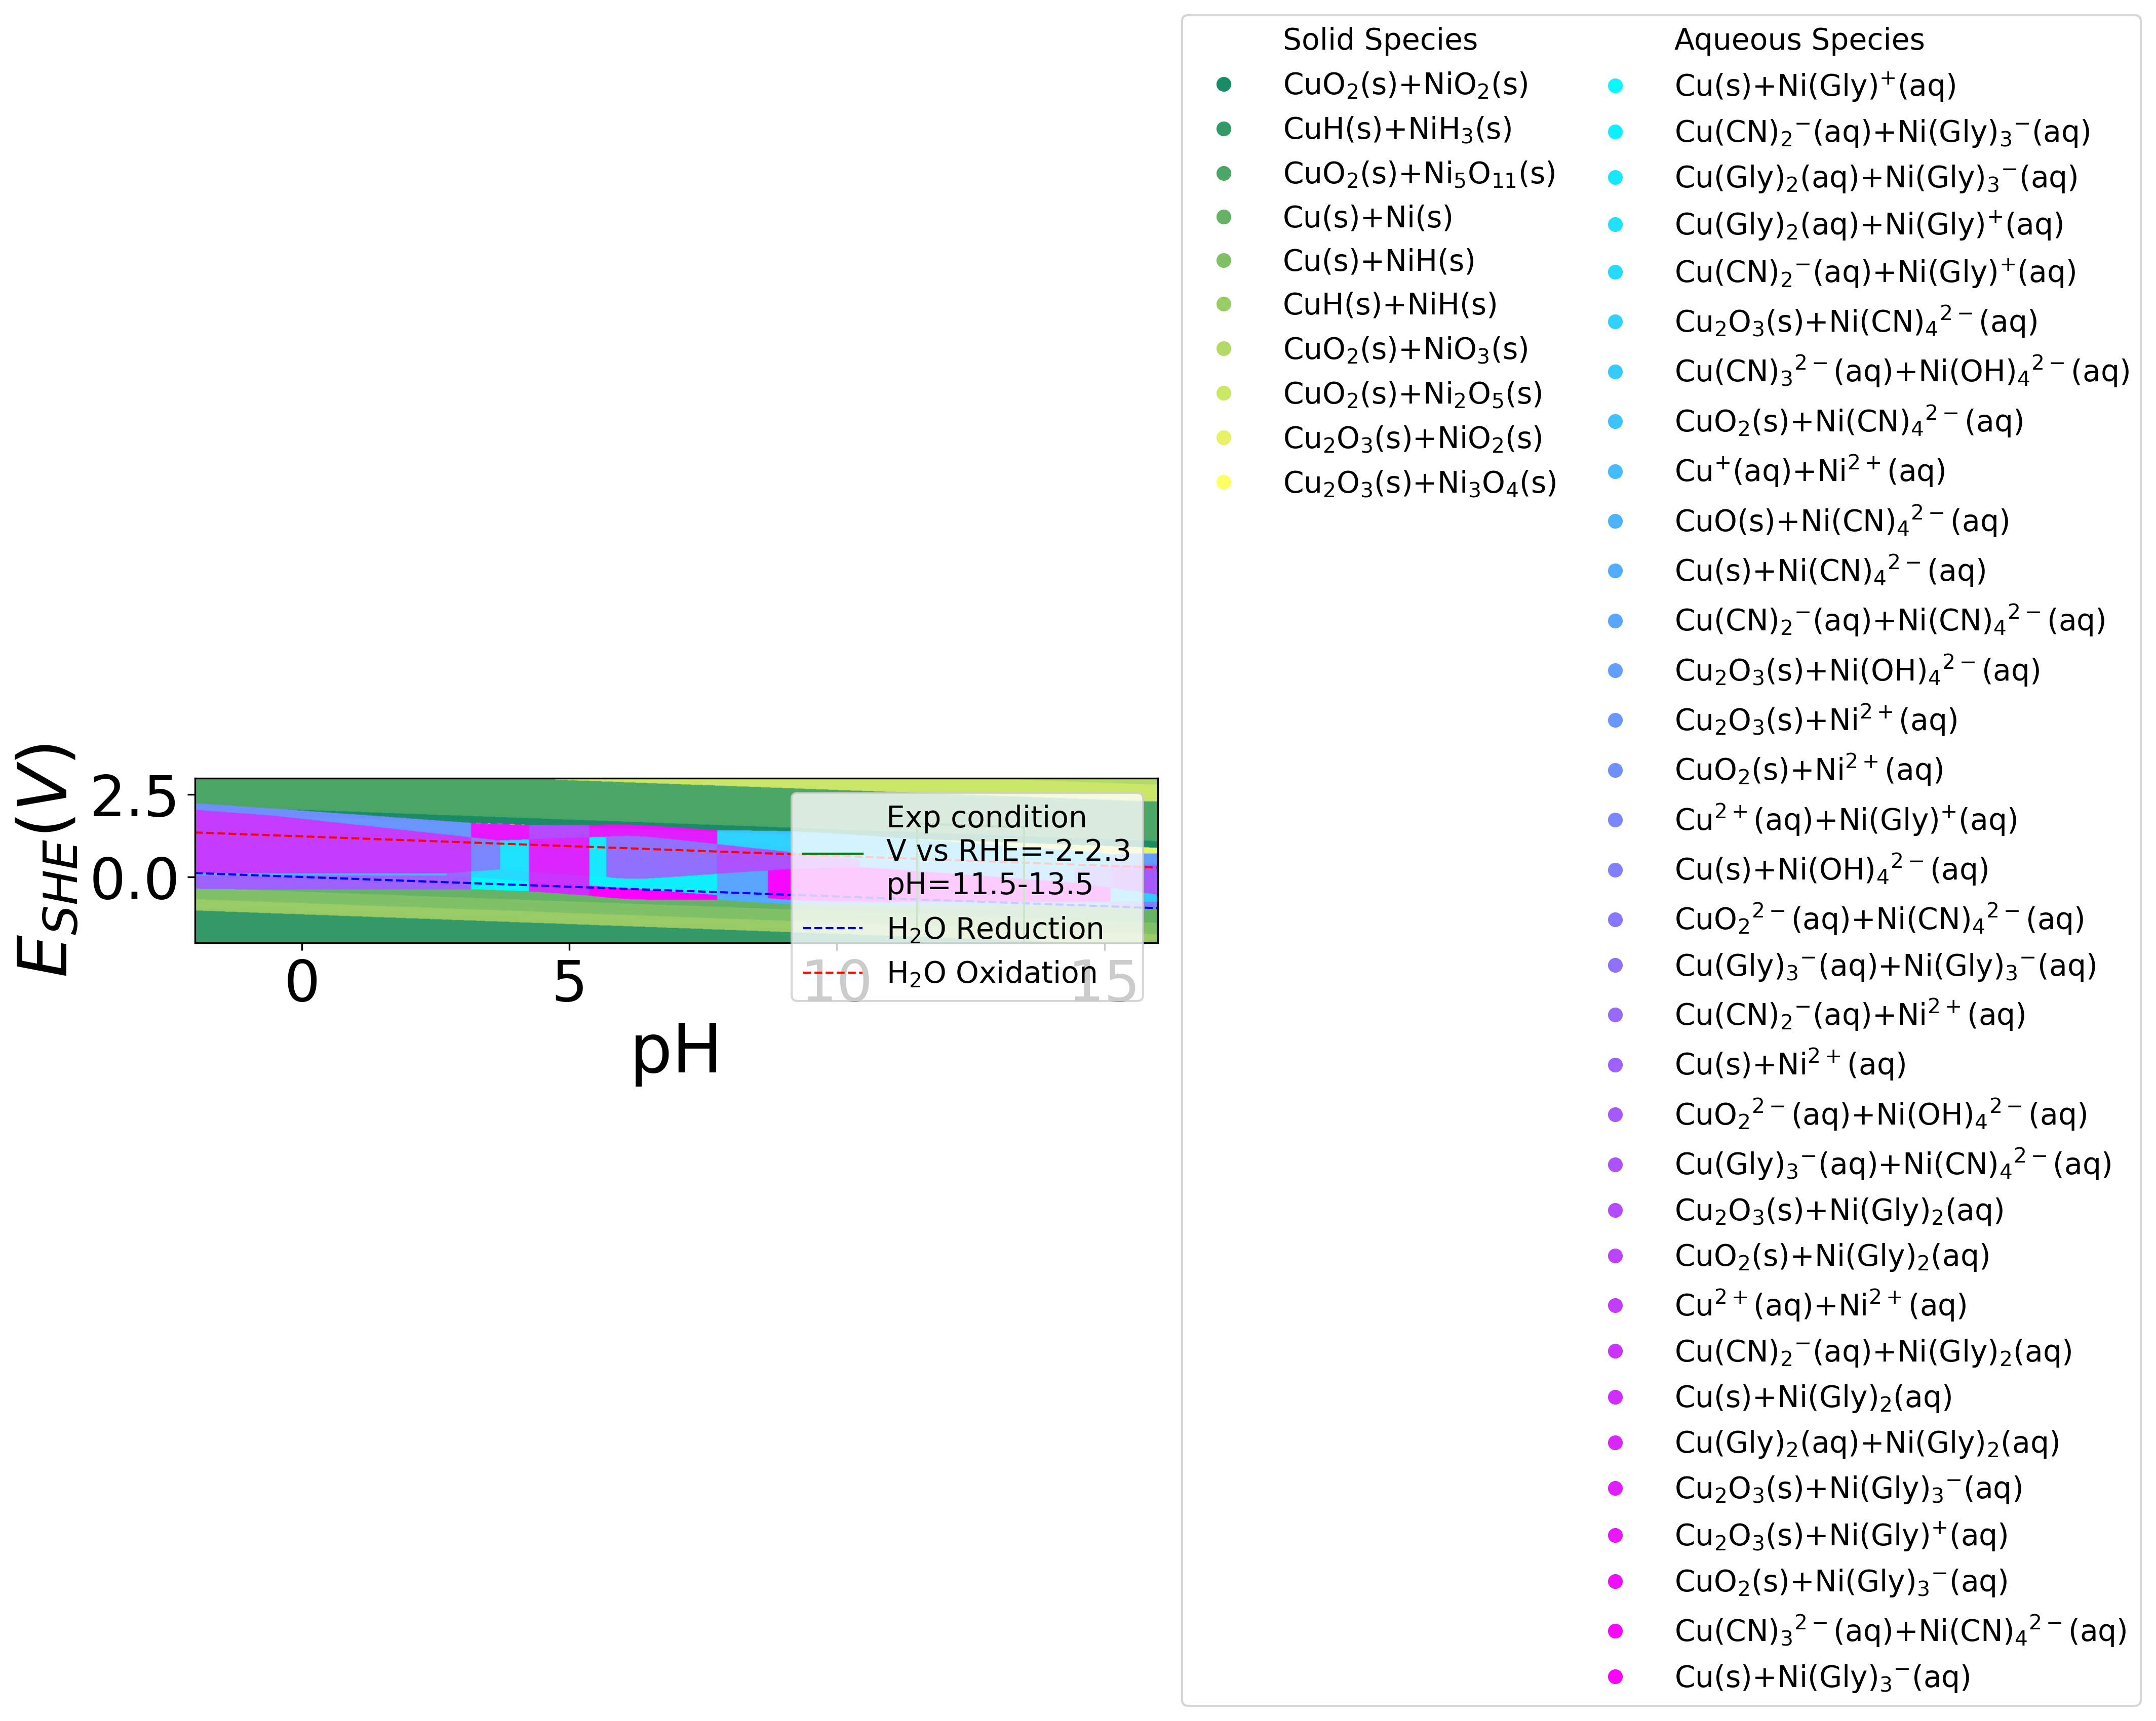 Solid Species
CuO₂(s)+NiO₂(s)
CuH(s)+NiH₃(s)
CuO₂(s)+Ni₅O₁₁(s)
Cu(s)+Ni(s)
Cu(s)+NiH(s)
CuH(s)+NiH(s)
CuO₂(s)+NiO₃(s)
CuO₂(s)+Ni₂O₅(s)
Cu₂O₃(s)+NiO₂(s)
Cu₂O₃(s)+Ni₃O₄(s)
Aqueous Species
Cu(s)+Ni(Gly)⁺(aq)
Cu(CN)₂⁻(aq)+Ni(Gly)₃⁻(aq)
Cu(Gly)₂(aq)+Ni(Gly)₃⁻(aq)
Cu(Gly)₂(aq)+Ni(Gly)⁺(aq)
Cu(CN)₂⁻(aq)+Ni(Gly)⁺(aq)
Cu₂O₃(s)+Ni(CN)₄²⁻(aq)
Cu(CN)₃²⁻(aq)+Ni(OH)₄²⁻(aq)
CuO₂(s)+Ni(CN)₄²⁻(aq)
Cu⁺(aq)+Ni²⁺(aq)
CuO(s)+Ni(CN)₄²⁻(aq)
Cu(s)+Ni(CN)₄²⁻(aq)
Cu(CN)₂⁻(aq)+Ni(CN)₄²⁻(aq)
Cu₂O₃(s)+Ni(OH)₄²⁻(aq)
Cu₂O₃(s)+Ni²⁺(aq)
CuO₂(s)+Ni²⁺(aq)
Cu²⁺(aq)+Ni(Gly)⁺(aq)
Cu(s)+Ni(OH)₄²⁻(aq)
CuO₂²⁻(aq)+Ni(CN)₄²⁻(aq)
Cu(Gly)₃⁻(aq)+Ni(Gly)₃⁻(aq)
Cu(CN)₂⁻(aq)+Ni²⁺(aq)
Cu(s)+Ni²⁺(aq)
CuO₂²⁻(aq)+Ni(OH)₄²⁻(aq)
Cu(Gly)₃⁻(aq)+Ni(CN)₄²⁻(aq)
Cu₂O₃(s)+Ni(Gly)₂(aq)
CuO₂(s)+Ni(Gly)₂(aq)
Cu²⁺(aq)+Ni²⁺(aq)
Cu(CN)₂⁻(aq)+Ni(Gly)₂(aq)
Cu(s)+Ni(Gly)₂(aq)
Cu(Gly)₂(aq)+Ni(Gly)₂(aq)
Cu₂O₃(s)+Ni(Gly)₃⁻(aq)
Cu₂O₃(s)+Ni(Gly)⁺(aq)
CuO₂(s)+Ni(Gly)₃⁻(aq)
Cu(CN)₃²⁻(aq)+Ni(CN)₄²⁻(aq)
Cu(s)+Ni(Gly)₃⁻(aq)
E_SHE(V)
2.5
0.0
Exp condition
V vs RHE=-2-2.3
pH=11.5-13.5
H₂O Reduction
H₂O Oxidation
0 5 10 15
pH